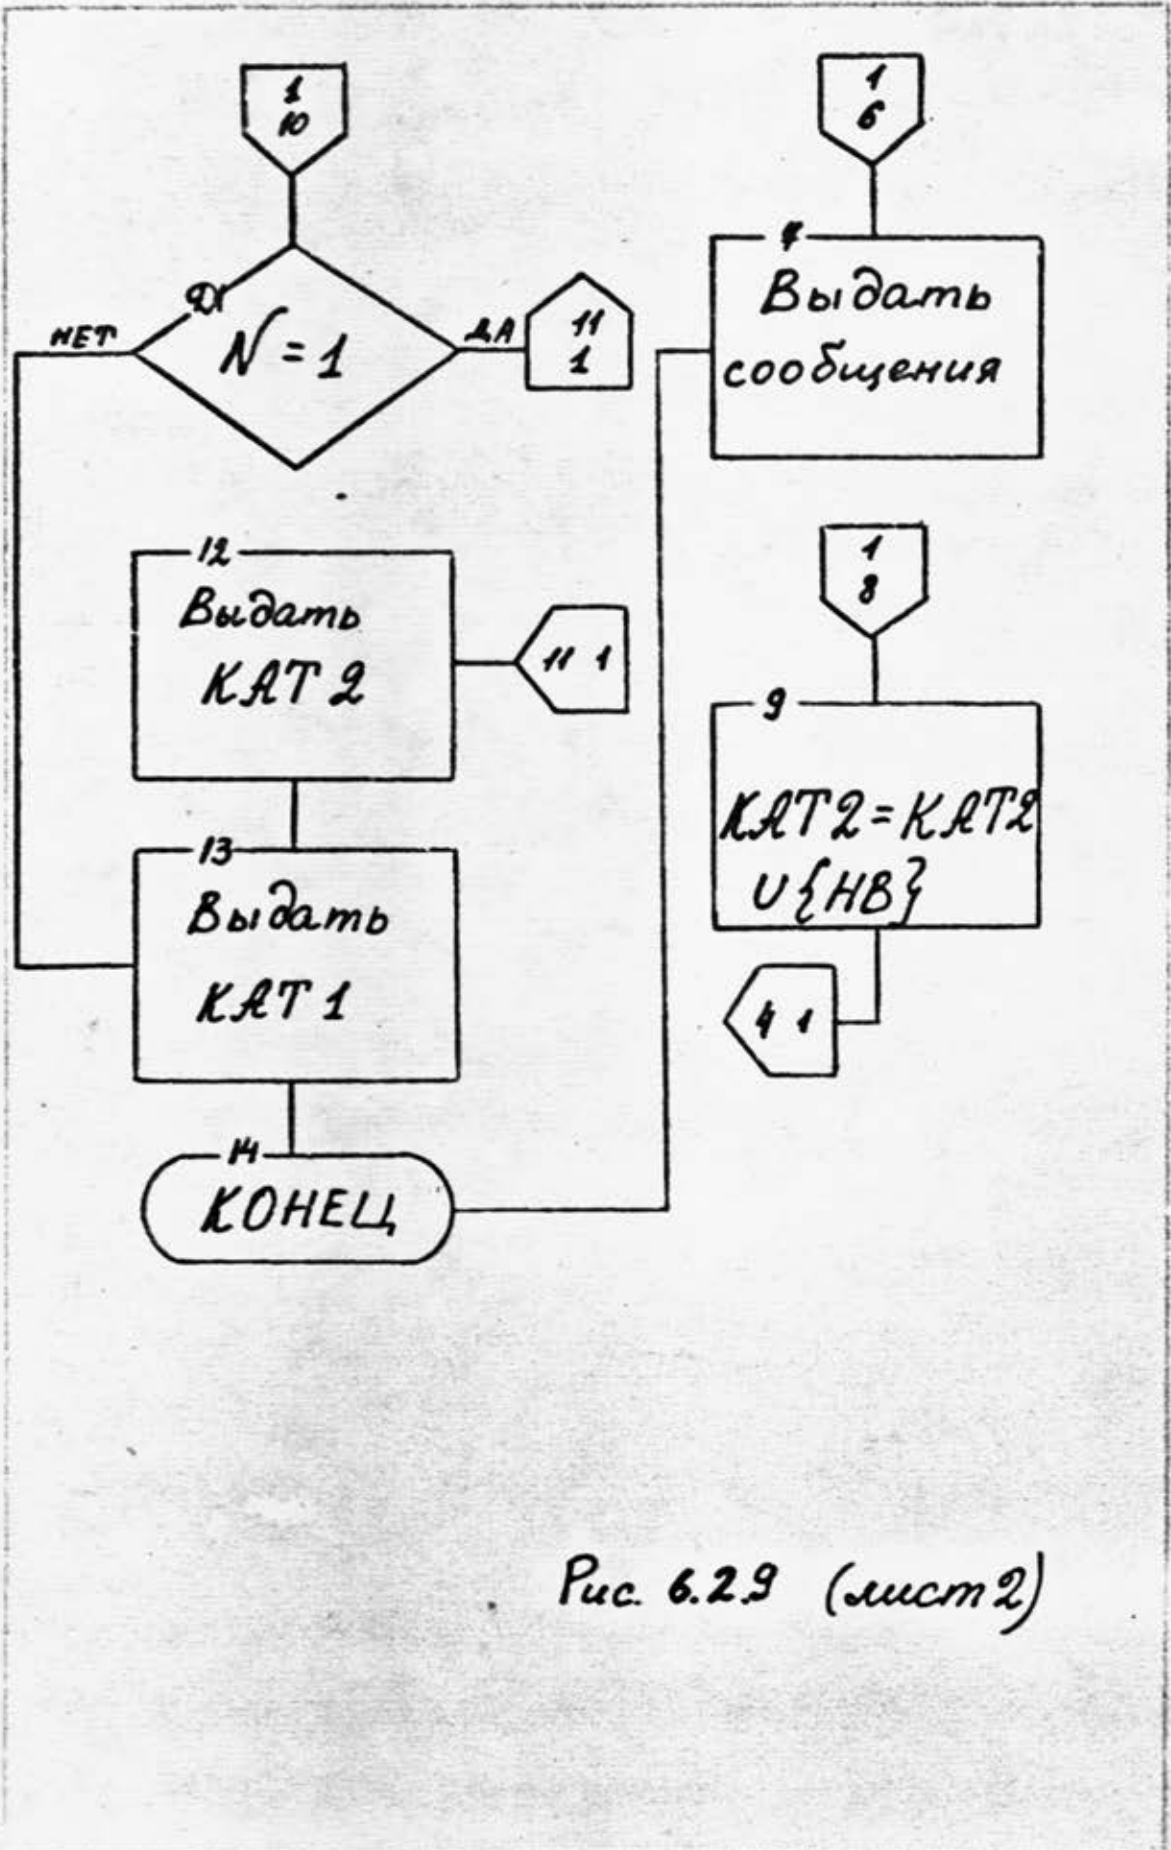 1
10
N = 1
НЕТ
ДА
11
1
12
Выдать
КАТ 2
11 1
13
Выдать
КАТ 1
14
КОНЕЦ
1
6
Выдать
сообщения
1
8
9
КАТ2 = КАТ2
U{НВ}
4 1
Рис. 6.2.9 (лист 2)